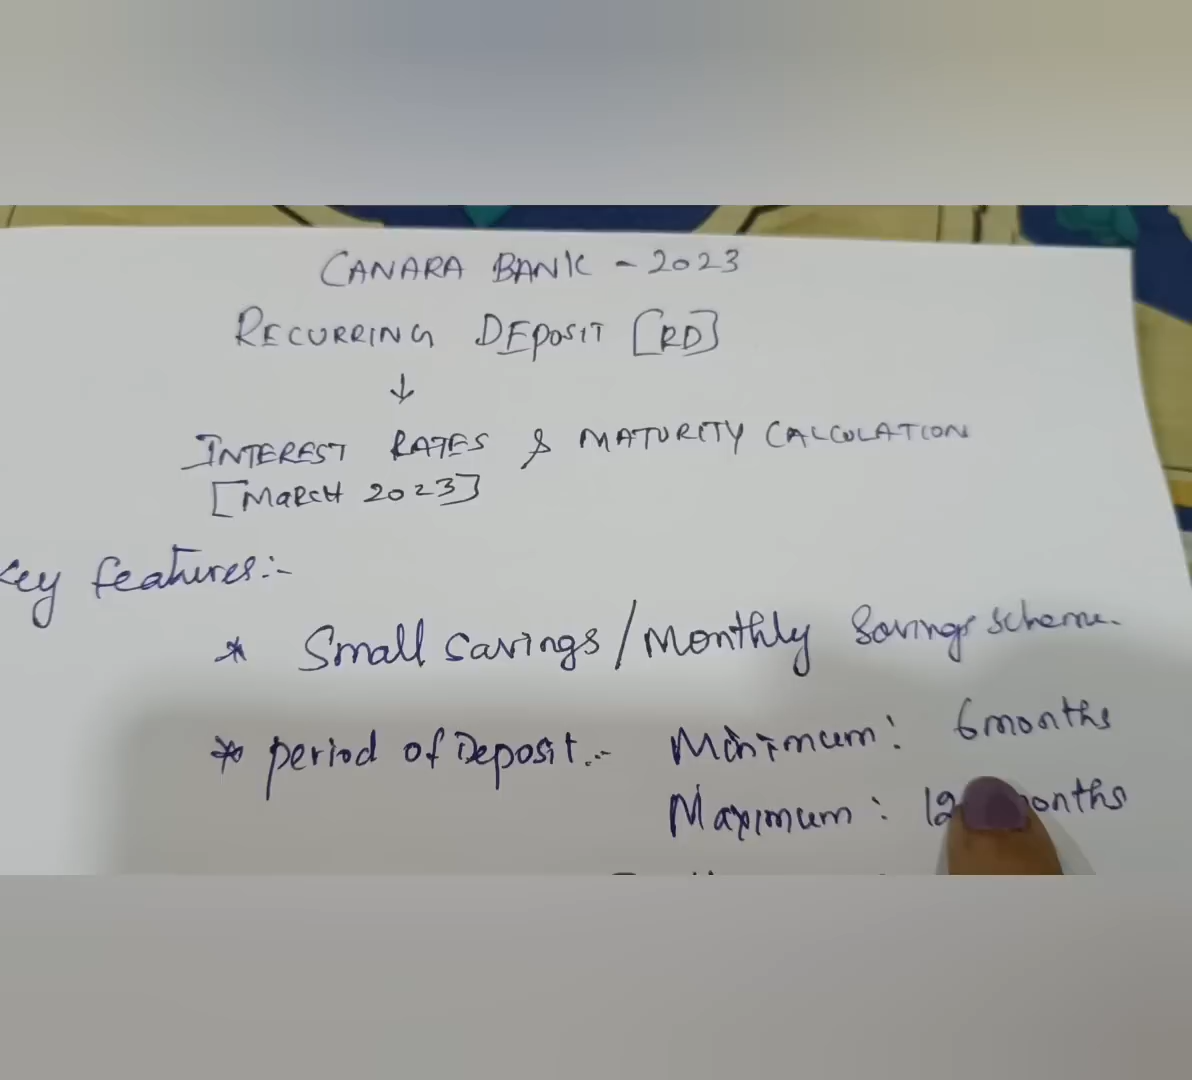 CANARA BANK - 2023
RECURRING DEPOSIT [RD]
↓
INTEREST RATES & MATURITY CALCULATION
[MARCH 2023]
Key features:-
* Small savings/Monthly Savings scheme.
* period of Deposit:- Minimum: 6 months
Maximum: